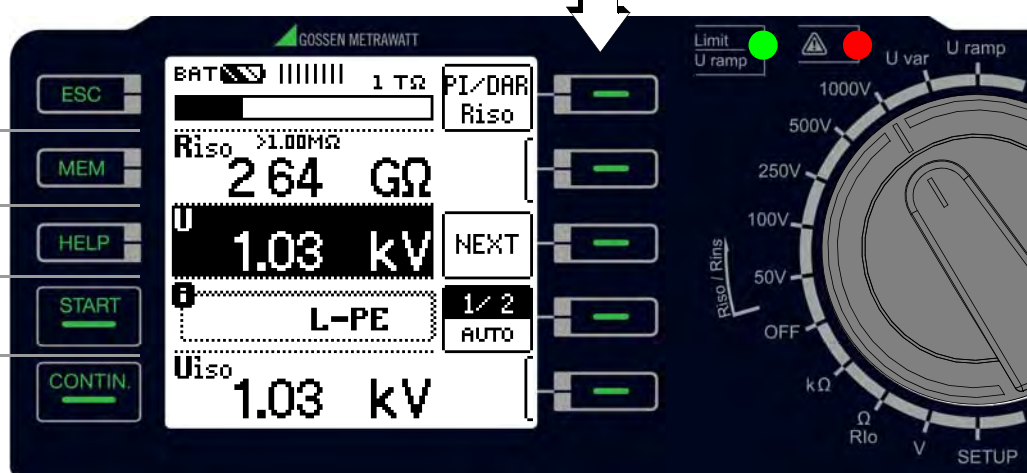 GOSSEN METRAWATT
ESC
MEM
HELP
START
CONTIN.
BAT
1 TΩ
PI/DAR
Riso
Riso >1.00MΩ
2 64 GΩ
U
1.03 kV
NEXT
i
L-PE
1/ 2
AUTO
Uiso
1.03 kV
Limit
U ramp
U var
U ramp
1000V
500V
250V
100V
50V
Riso / Rins
OFF
kΩ
Ω
Rlo
V
SETUP